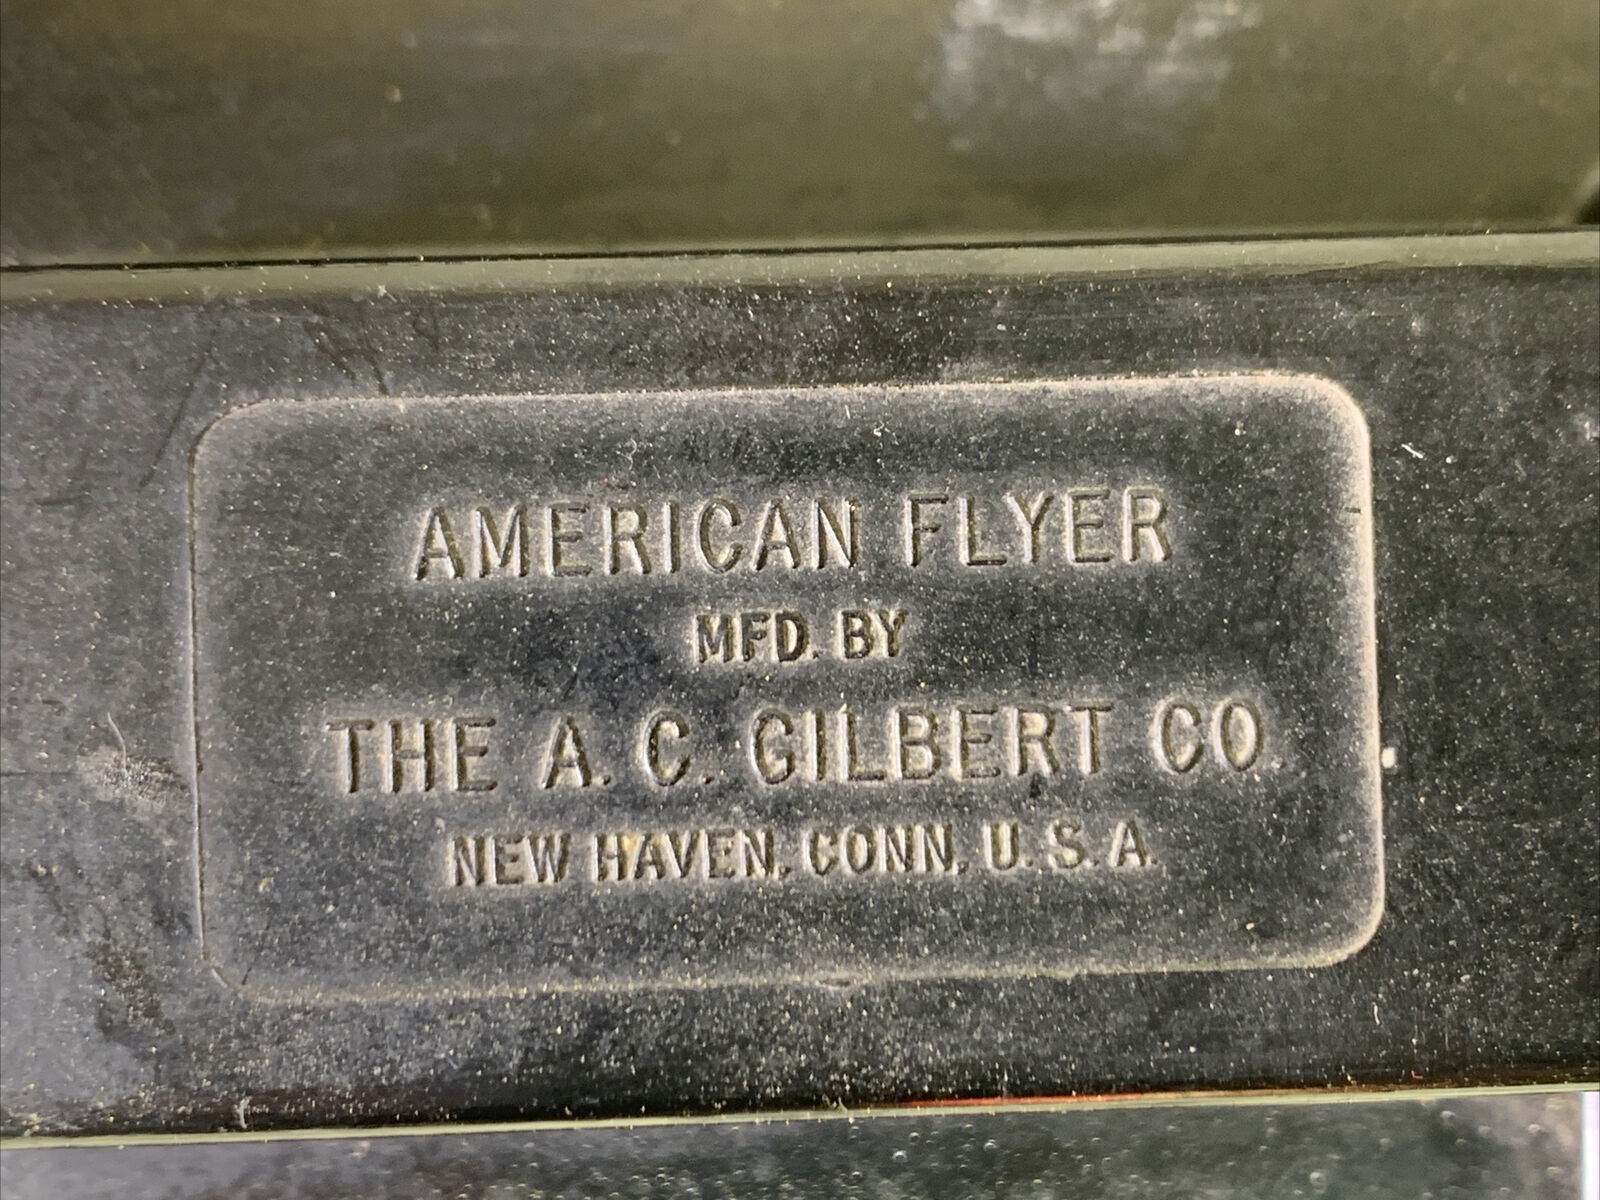 AMERICAN FLYER
MFD. BY
THE A. C. GILBERT CO.
NEW HAVEN, CONN, U. S. A.